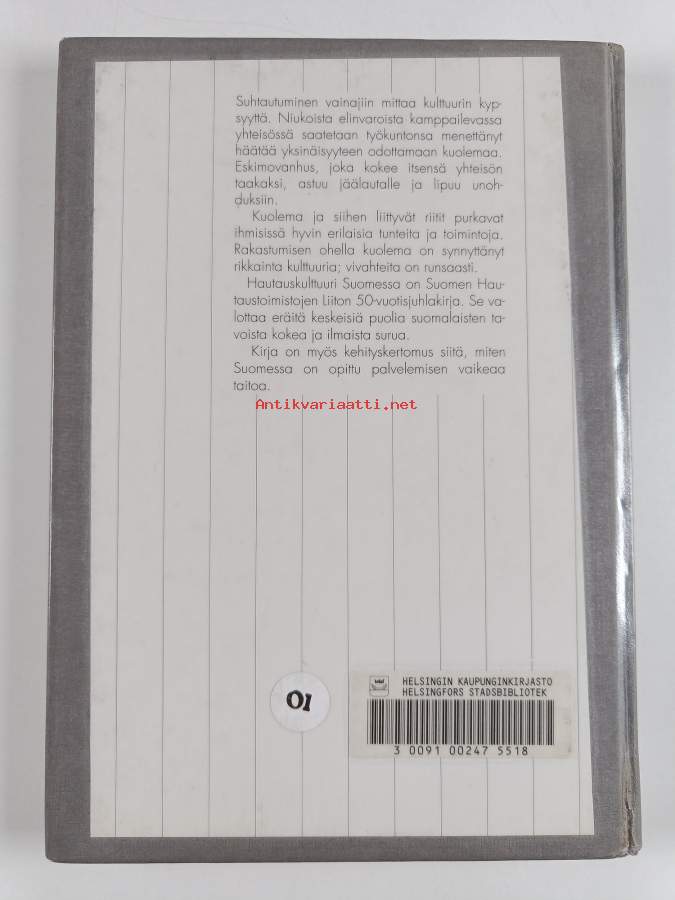 Suhtautuminen vainajiin mittaa kulttuurin kyp-
syyttä. Niukoista elinvaroista kamppailevassa
yhteisössä saatetaan työkuntonsa menettänyt
häätää yksinäisyyteen odottamaan kuolemaa.
Eskimovanhus, joka kokee itsensä yhteisön
taakaksi, astuu jäälautalle ja lipuu unoh-
duksiin.
Kuolema ja siihen liittyvät riitit purkavat
ihmisissä hyvin erilaisia tunteita ja toimintoja.
Rakastumisen ohella kuolema on synnyttänyt
rikkainta kulttuuria; vivahteita on runsaasti.
Hautauskulttuuri Suomessa on Suomen Hau-
taustoimistojen Liiton 50-vuotisjuhlakirja. Se va-
lottaa eräitä keskeisiä puolia suomalaisten ta-
voista kokea ja ilmaista surua.
Kirja on myös kehityskertomus siitä, miten
Suomessa on opittu palvelemisen vaikeaa
taitoa.
Antikvariaatti.net
OI
HELSINGIN KAUPUNGINKIRJASTO
HELSINGFORS STADSBIBLIOTEK
3 0091 00247 5518